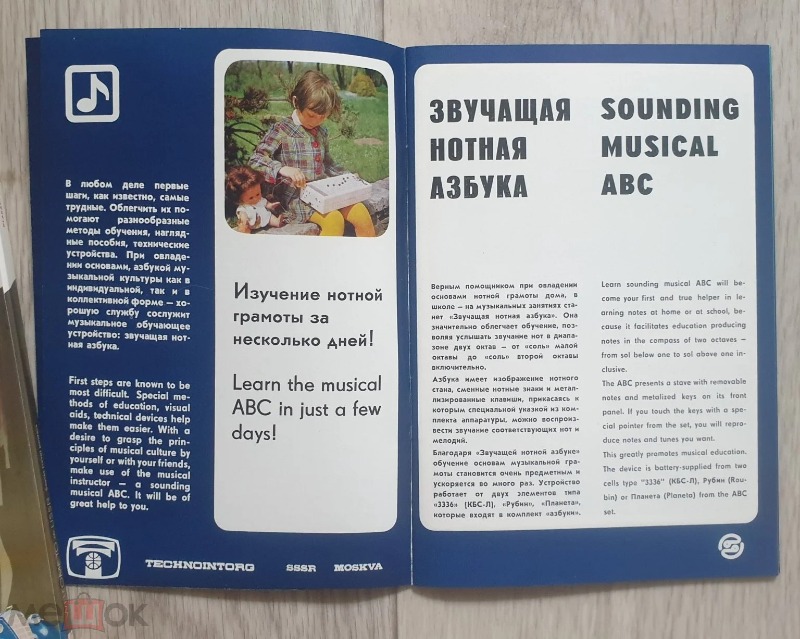 В любом деле первые
шаги, как известно, самые
трудные. Облегчить их по-
могают разнообразные
методы обучения, нагляд-
ные пособия, технические
устройства. При овладе-
нии основами, азбукой му-
зыкальной культуры как в
индивидуальной, так и в
коллективной форме – хо-
рошую службу сослужит
музыкальное обучающее
устройство: звучащая нот-
ная азбука.
First steps are known to be
most difficult. Special me-
thods of education, visual
aids, technical devices help
make them easier. With a
desire to grasp the prin-
ciples of musical culture by
yourself or with your friends,
make use of the musical
instructor – a sounding
musical ABC. It will be of
great help to you.
Изучение нотной
грамоты за
несколько дней!
Learn the musical
ABC in just a few
days!
TECHNOINTORG SSSR MOSKVA
ЗВУЧАЩАЯ
НОТНАЯ
АЗБУКА
SOUNDING
MUSICAL
ABC
Верным помощником при овладении
основами нотной грамоты дома, в
школе – на музыкальных занятиях ста-
нет «Звучащая нотная азбука». Она
значительно облегчает обучение, поз-
воляя услышать звучание нот в диапа-
зоне двух октав – от «соль» малой
октавы до «соль» второй октавы
включительно.
Азбука имеет изображение нотного
стана, сменные нотные знаки и метал-
лизированные клавиши, прикасаясь к
которым специальной указкой из ком-
плекта аппаратуры, можно воспроиз-
вести звучание соответствующих нот и
мелодий.
Благодаря «Звучащей нотной азбуке»
обучение основам музыкальной гра-
моты становится очень предметным и
ускоряется во много раз. Устройство
работает от двух элементов типа
«3336» (КБС-Л), «Рубин», «Планета»,
которые входят в комплект «азбуки».
Learn sounding musical ABC will be-
come your first and true helper in le-
arning notes at home or at school, be-
cause it facilitates education producing
notes in the compass of two octaves –
from sol below one to sol above one in-
clusive.
The ABC presents a stave with removable
notes and metalized keys on its front
panel. If you touch the keys with a spe-
cial pointer from the set, you will repro-
duce notes and tunes you want.
This greatly promotes musical education.
The device is battery-supplied from two
cells type "3336" (КБС-Л), Рубин (Rou-
bin) or Планета (Planeta) from the ABC
set.
мешок